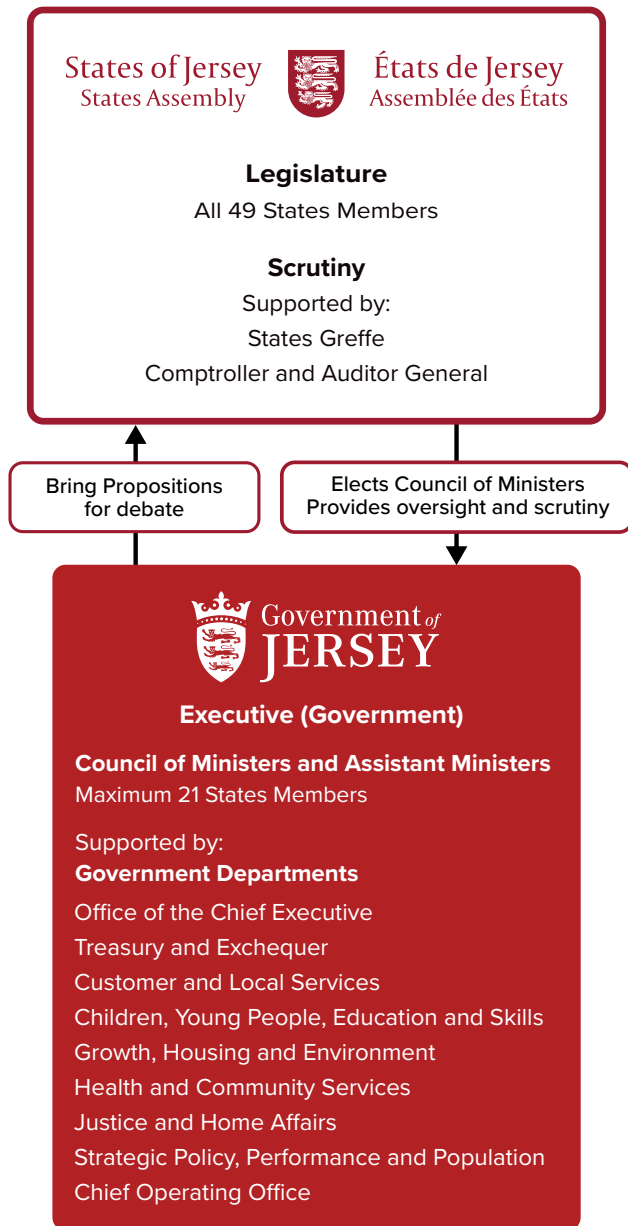 States of Jersey
States Assembly
États de Jersey
Assemblée des États
Legislature
All 49 States Members
Scrutiny
Supported by:
States Greffe
Comptroller and Auditor General
Bring Propositions
for debate
Elects Council of Ministers
Provides oversight and scrutiny
Government of
JERSEY
Executive (Government)
Council of Ministers and Assistant Ministers
Maximum 21 States Members
Supported by:
Government Departments
Office of the Chief Executive
Treasury and Exchequer
Customer and Local Services
Children, Young People, Education and Skills
Growth, Housing and Environment
Health and Community Services
Justice and Home Affairs
Strategic Policy, Performance and Population
Chief Operating Office